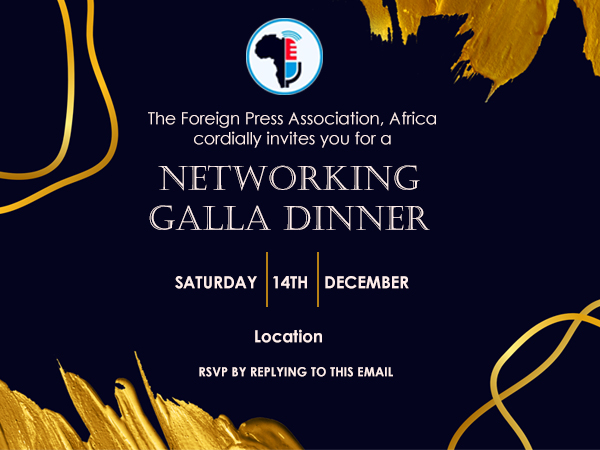 The Foreign Press Association, Africa
cordially invites you for a
NETWORKING
GALLA DINNER
SATURDAY 14TH DECEMBER
Location
RSVP BY REPLYING TO THIS EMAIL